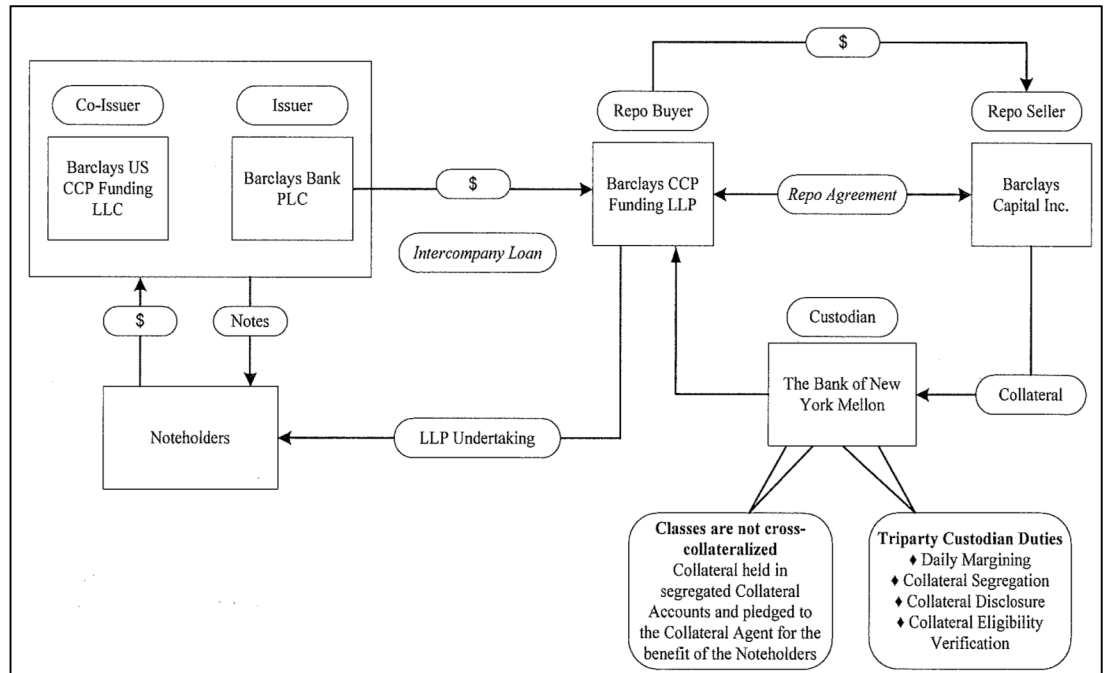 $
Co-Issuer
Issuer
Repo Buyer
Repo Seller
Barclays US
CCP Funding
LLC
Barclays Bank
PLC
$
Barclays CCP
Funding LLP
Repo Agreement
Barclays
Capital Inc.
Intercompany Loan
$
Notes
Custodian
The Bank of New
York Mellon
Collateral
Noteholders
LLP Undertaking
Classes are not cross-
collateralized
Collateral held in
segregated Collateral
Accounts and pledged to
the Collateral Agent for the
benefit of the Noteholders
Triparty Custodian Duties
♦ Daily Margining
♦ Collateral Segregation
♦ Collateral Disclosure
♦ Collateral Eligibility
Verification